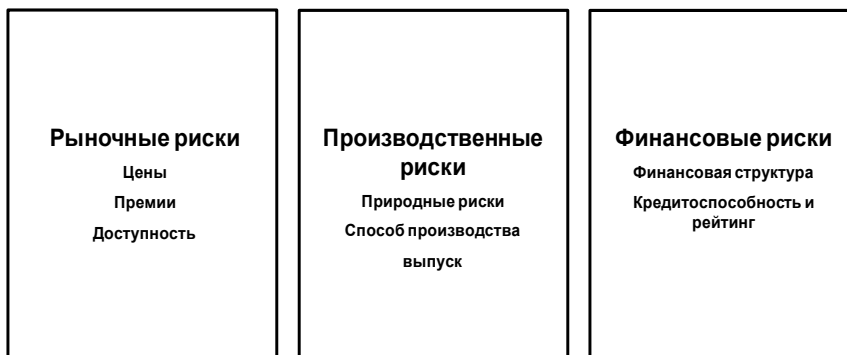 Рыночные риски
Цены
Премии
Доступность
Производственные
риски
Природные риски
Способ производства
выпуск
Финансовые риски
Финансовая структура
Кредитоспособность и
рейтинг